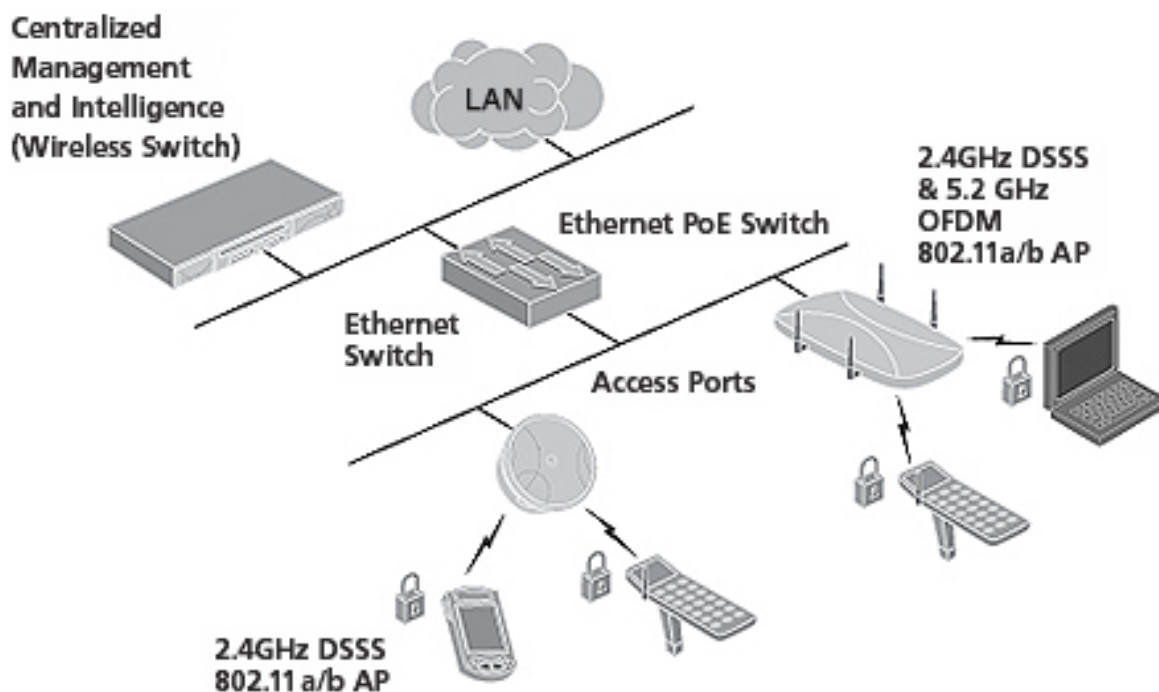 Centralized
Management
and Intelligence
(Wireless Switch)
LAN
2.4GHz DSSS
& 5.2 GHz
OFDM
802.11a/b AP
Ethernet PoE Switch
Ethernet
Switch
Access Ports
2.4GHz DSSS
802.11a/b AP